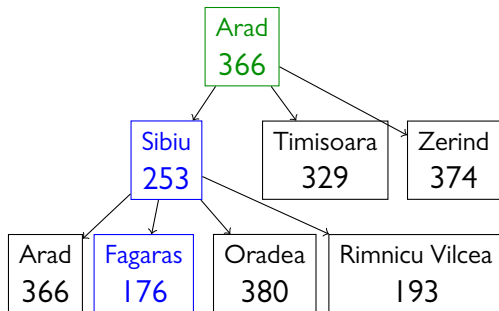 Arad
366
Sibiu
253
Timisoara
329
Zerind
374
Arad
366
Fagaras
176
Oradea
380
Rimnicu Vilcea
193